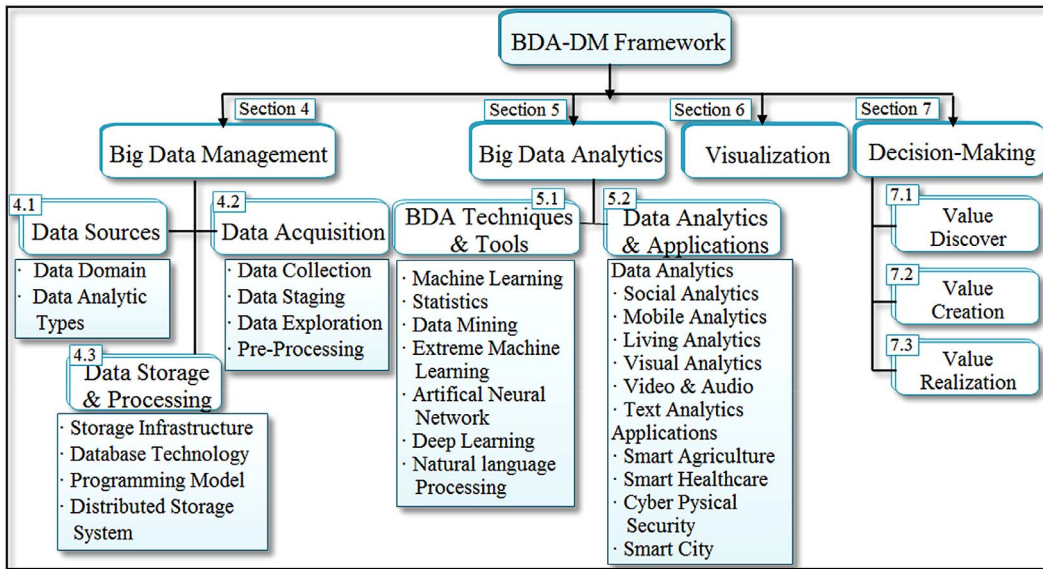 BDA-DM Framework
Section 4
Big Data Management
4.1
Data Sources
· Data Domain
· Data Analytic
Types
4.2
Data Acquisition
· Data Collection
· Data Staging
· Data Exploration
· Pre-Processing
4.3
Data Storage
& Processing
· Storage Infrastructure
· Database Technology
· Programming Model
· Distributed Storage
System
Section 5
Big Data Analytics
5.1
BDA Techniques
& Tools
· Machine Learning
· Statistics
· Data Mining
· Extreme Machine
Learning
· Artifical Neural
Network
· Deep Learning
· Natural language
Processing
5.2
Data Analytics
& Applications
Data Analytics
· Social Analytics
· Mobile Analytics
· Living Analytics
· Visual Analytics
· Video & Audio
· Text Analytics
Applications
· Smart Agriculture
· Smart Healthcare
· Cyber Pysical
Security
· Smart City
Section 6
Visualization
Section 7
Decision-Making
7.1
Value
Discover
7.2
Value
Creation
7.3
Value
Realization